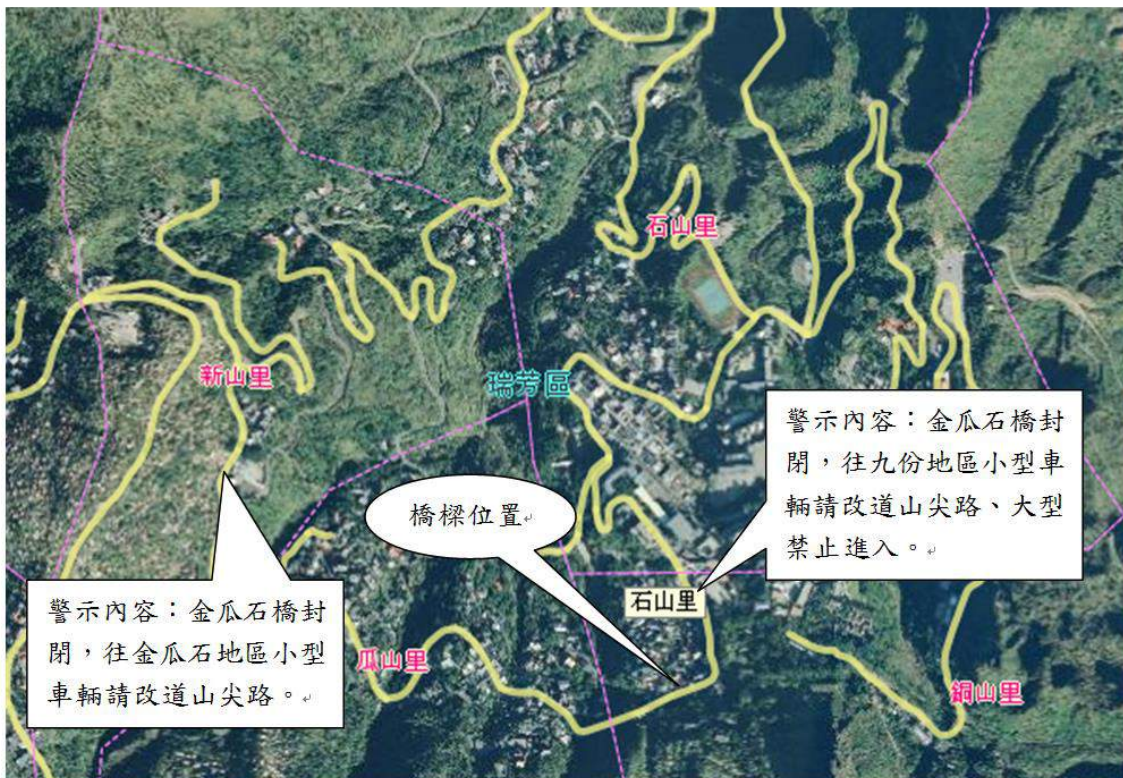 石山里
新山里
瑞芳區
警示內容：金瓜石橋封
閉，往九份地區小型車
輛請改道山尖路、大型
禁止進入。
橋樑位置
警示內容：金瓜石橋封
閉，往金瓜石地區小型
車輛請改道山尖路。
石山里
瓜山里
銅山里